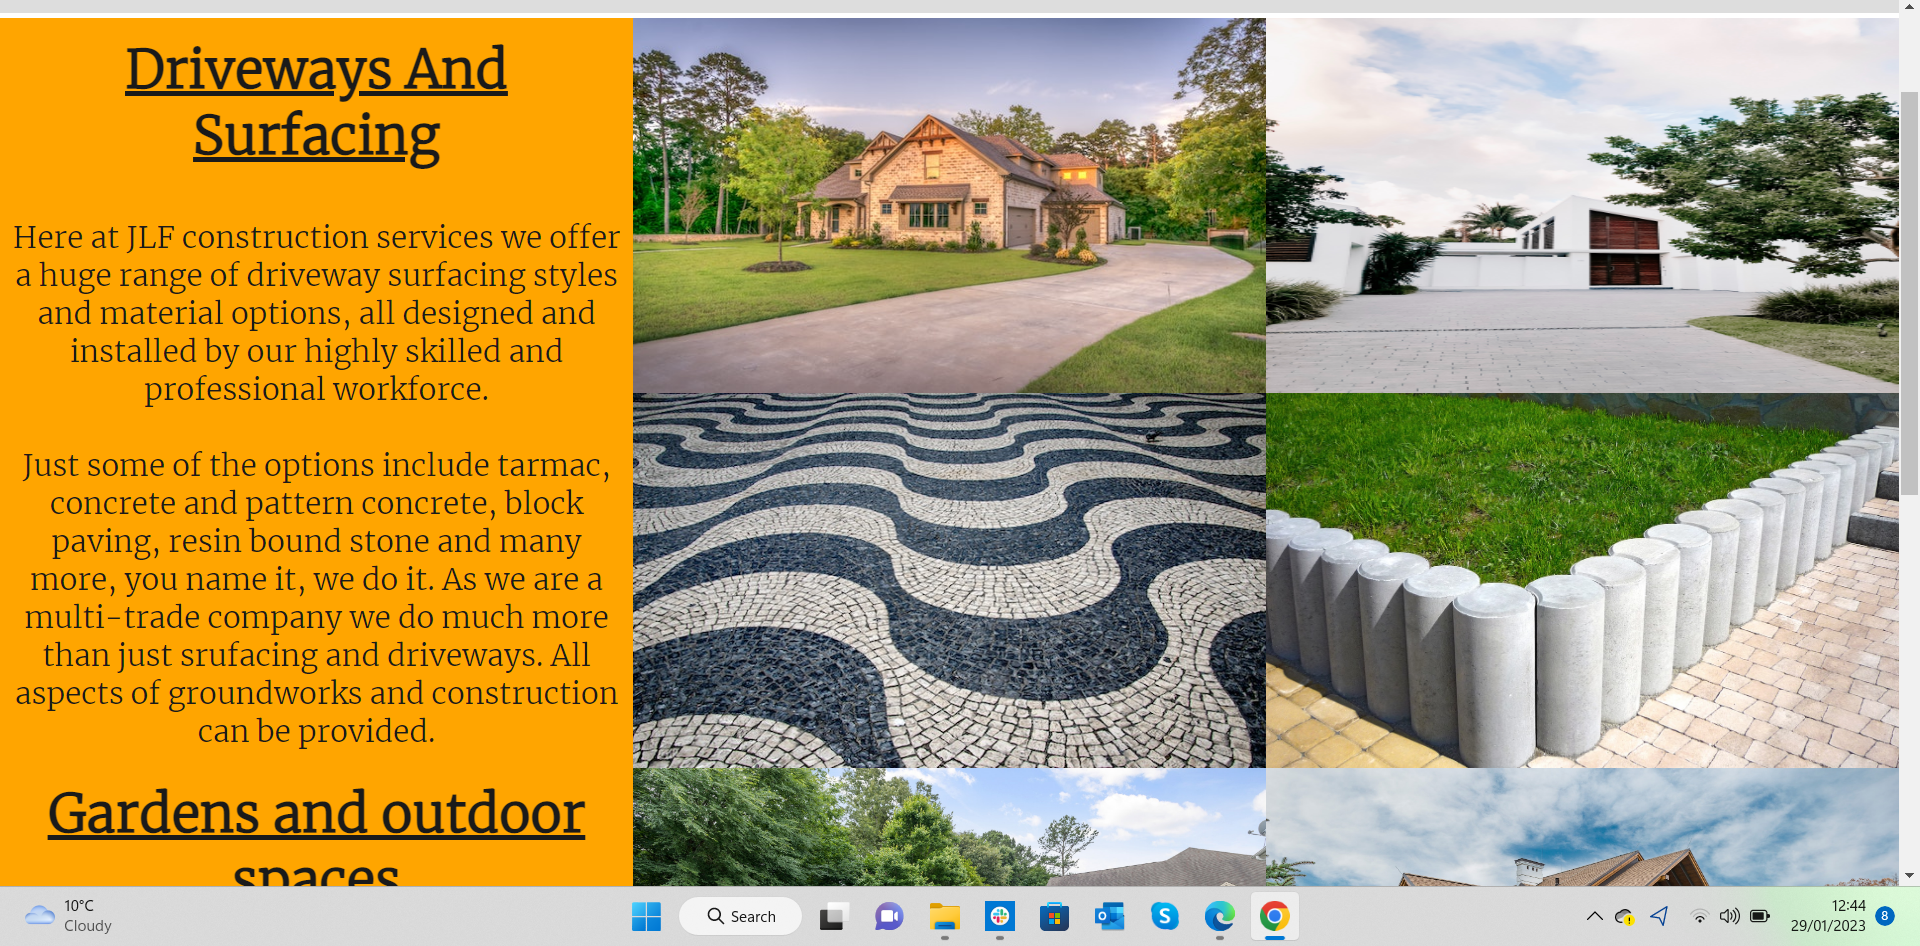 Driveways And
Surfacing
Here at JLF construction services we offer
a huge range of driveway surfacing styles
and material options, all designed and
installed by our highly skilled and
professional workforce.
Just some of the options include tarmac,
concrete and pattern concrete, block
paving, resin bound stone and many
more, you name it, we do it. As we are a
multi-trade company we do much more
than just srufacing and driveways. All
aspects of groundworks and construction
can be provided.
Gardens and outdoor
spaces
10°C
Cloudy
Search
12:44
29/01/2023
8